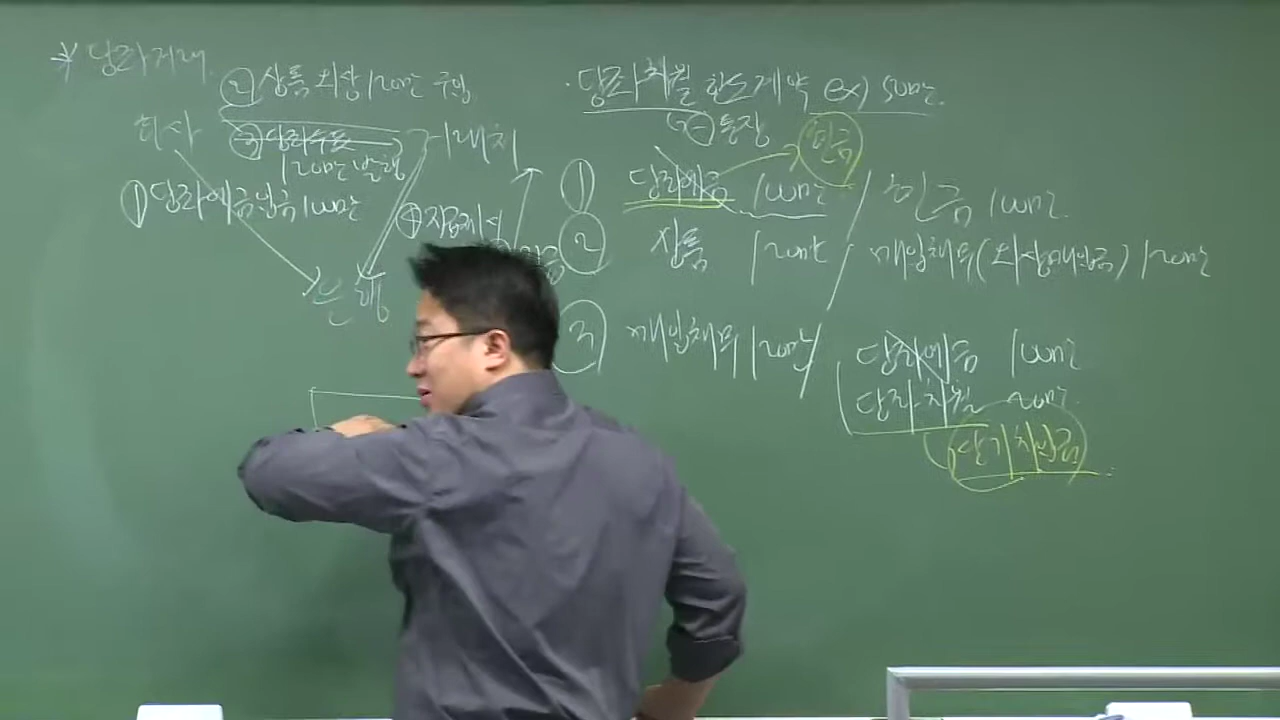 * 당좌거래
② 상품 외상 120만 구입
회사 ③ 당좌수표 거래처
120만 발행
① 당좌예금입금 100만
④ 지급제시
은행
· 당좌차월 한도계약 ex) 50만.
(-)통장
현금
① 당좌예금 100만 / 현금 100만
② 상품 120만 / 매입채무(외상매입금) 120만
③ 매입채무 120만 / 당좌예금 100만
당좌차월 20만
단기차입금